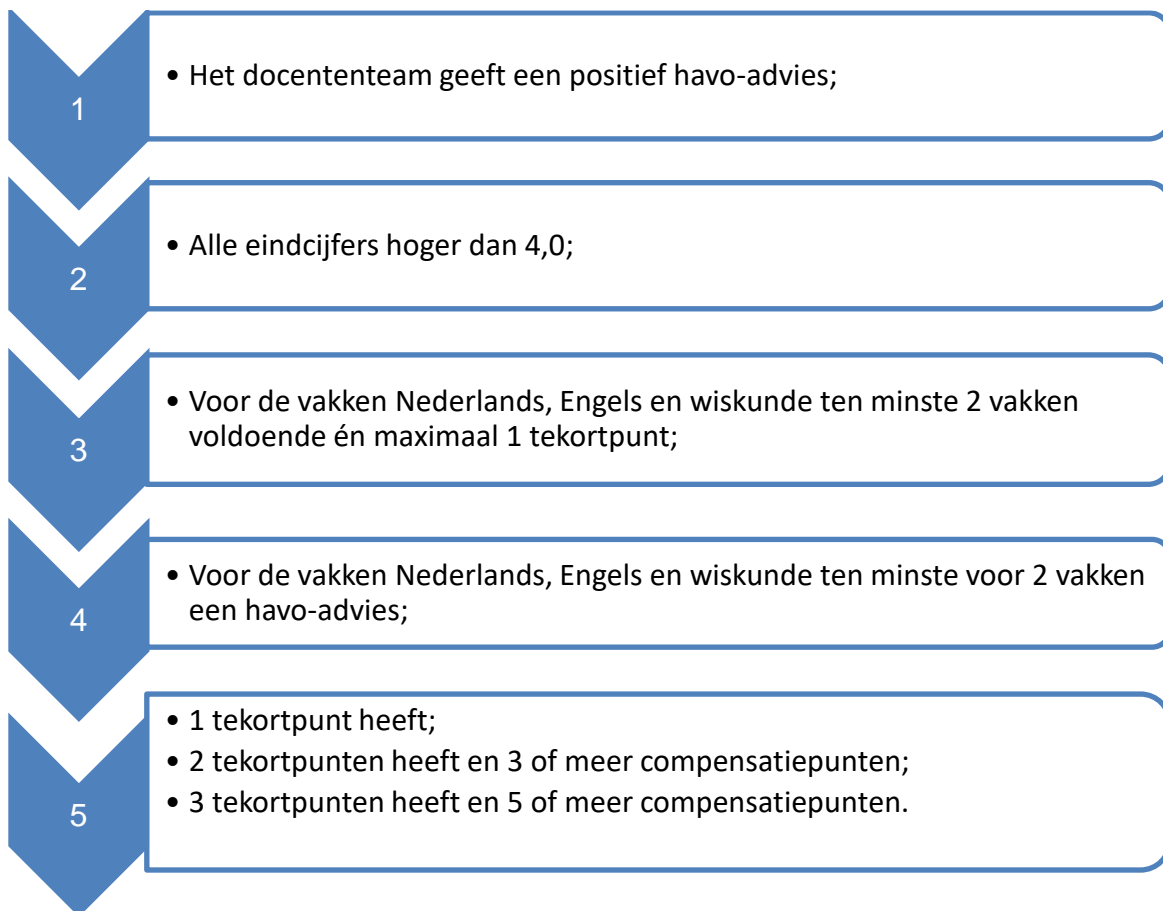 1
• Het docententeam geeft een positief havo-advies;
2
• Alle eindcijfers hoger dan 4,0;
3
• Voor de vakken Nederlands, Engels en wiskunde ten minste 2 vakken
voldoende én maximaal 1 tekortpunt;
4
• Voor de vakken Nederlands, Engels en wiskunde ten minste voor 2 vakken
een havo-advies;
5
• 1 tekortpunt heeft;
• 2 tekortpunten heeft en 3 of meer compensatiepunten;
• 3 tekortpunten heeft en 5 of meer compensatiepunten.